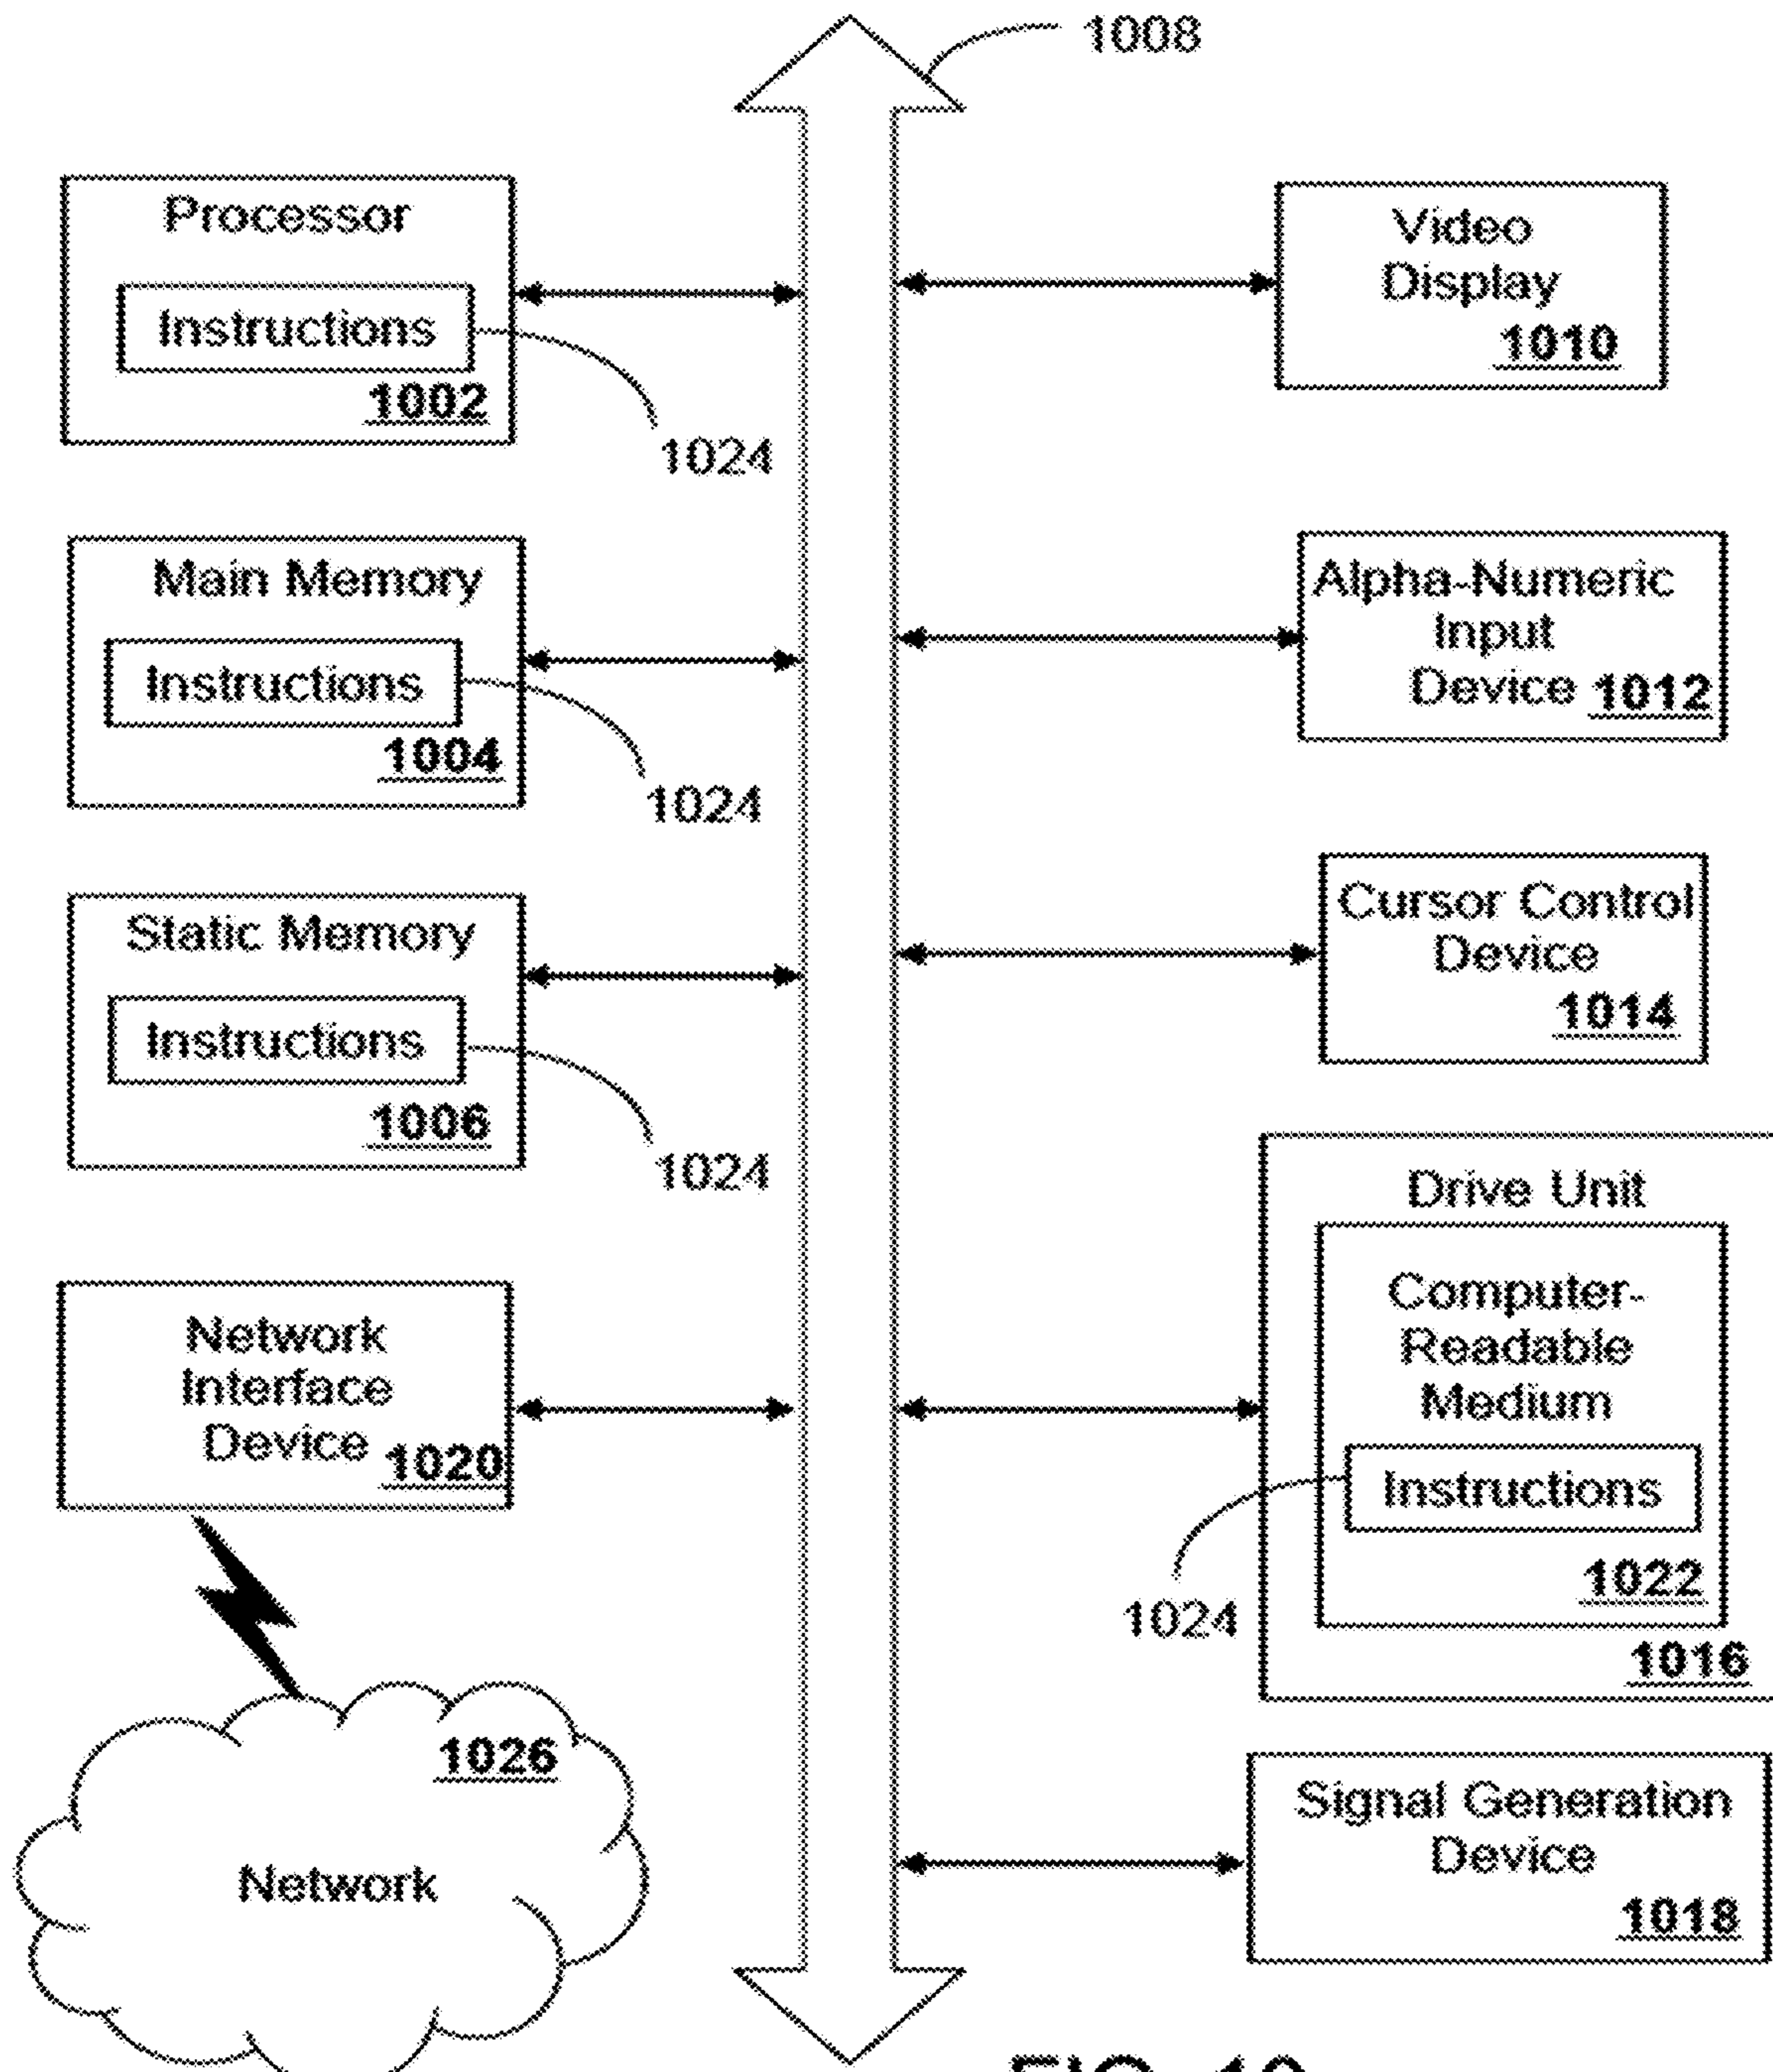 1008
Processor
Instructions
1002
1024
Main Memory
Instructions
1004
1024
Static Memory
Instructions
1006
1024
Network
Interface
Device 1020
1026
Network
Video
Display
1010
Alpha-Numeric
Input
Device 1012
Cursor Control
Device
1014
Drive Unit
Computer-
Readable
Medium
Instructions
1024
1022
1016
Signal Generation
Device
1018